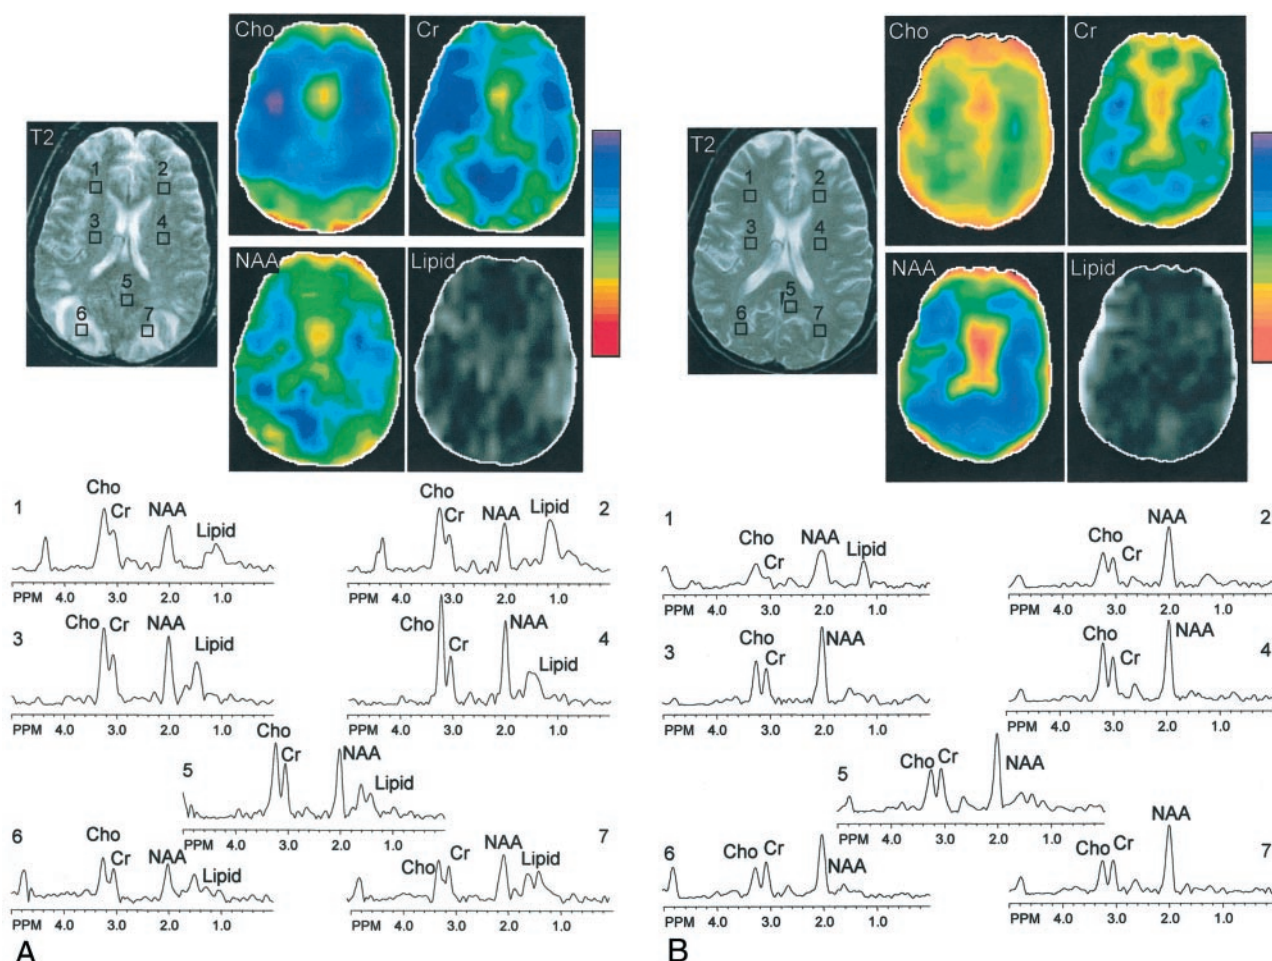 Cho Cr
T2
1 2
3 4
5
6 7
NAA Lipid
1 Cho Cr NAA Lipid
PPM 4.0 3.0 2.0 1.0
Cho Cr NAA Lipid 2
PPM 4.0 3.0 2.0 1.0
3 Cho Cr NAA Lipid
PPM 4.0 3.0 2.0 1.0
Cho Cr NAA Lipid 4
PPM 4.0 3.0 2.0 1.0
5 Cho Cr NAA Lipid
PPM 4.0 3.0 2.0 1.0
6 Cho Cr NAA Lipid
PPM 4.0 3.0 2.0 1.0
Cho Cr NAA Lipid 7
PPM 4.0 3.0 2.0 1.0
A
Cho Cr
T2
1 2
3 4
5
6 7
NAA Lipid
1 Cho Cr NAA Lipid
PPM 4.0 3.0 2.0 1.0
Cho Cr NAA 2
PPM 4.0 3.0 2.0 1.0
3 Cho Cr NAA
PPM 4.0 3.0 2.0 1.0
Cho Cr NAA 4
PPM 4.0 3.0 2.0 1.0
5 Cho Cr NAA
PPM 4.0 3.0 2.0 1.0
6 Cho Cr NAA
PPM 4.0 3.0 2.0 1.0
Cho Cr NAA 7
PPM 4.0 3.0 2.0 1.0
B